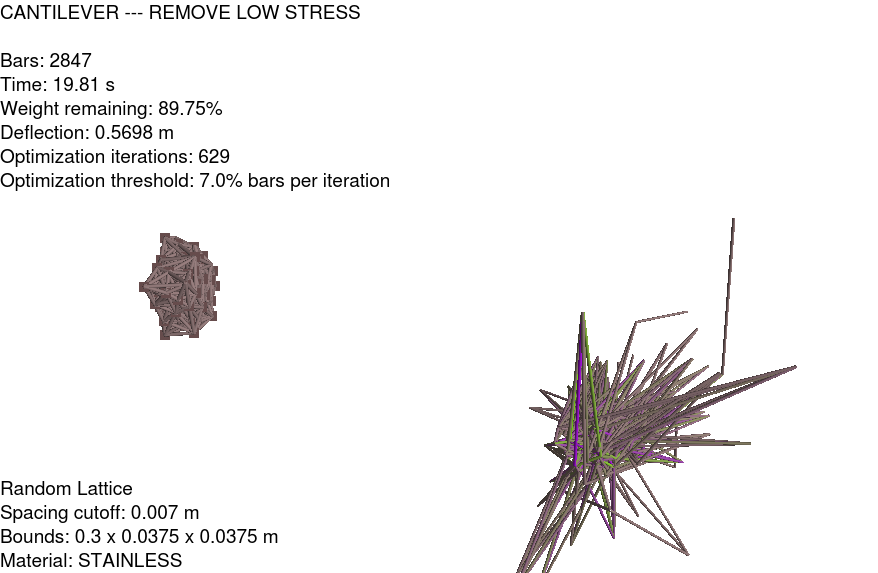 CANTILEVER --- REMOVE LOW STRESS
Bars: 2847
Time: 19.81 s
Weight remaining: 89.75%
Deflection: 0.5698 m
Optimization iterations: 629
Optimization threshold: 7.0% bars per iteration
Random Lattice
Spacing cutoff: 0.007 m
Bounds: 0.3 x 0.0375 x 0.0375 m
Material: STAINLESS